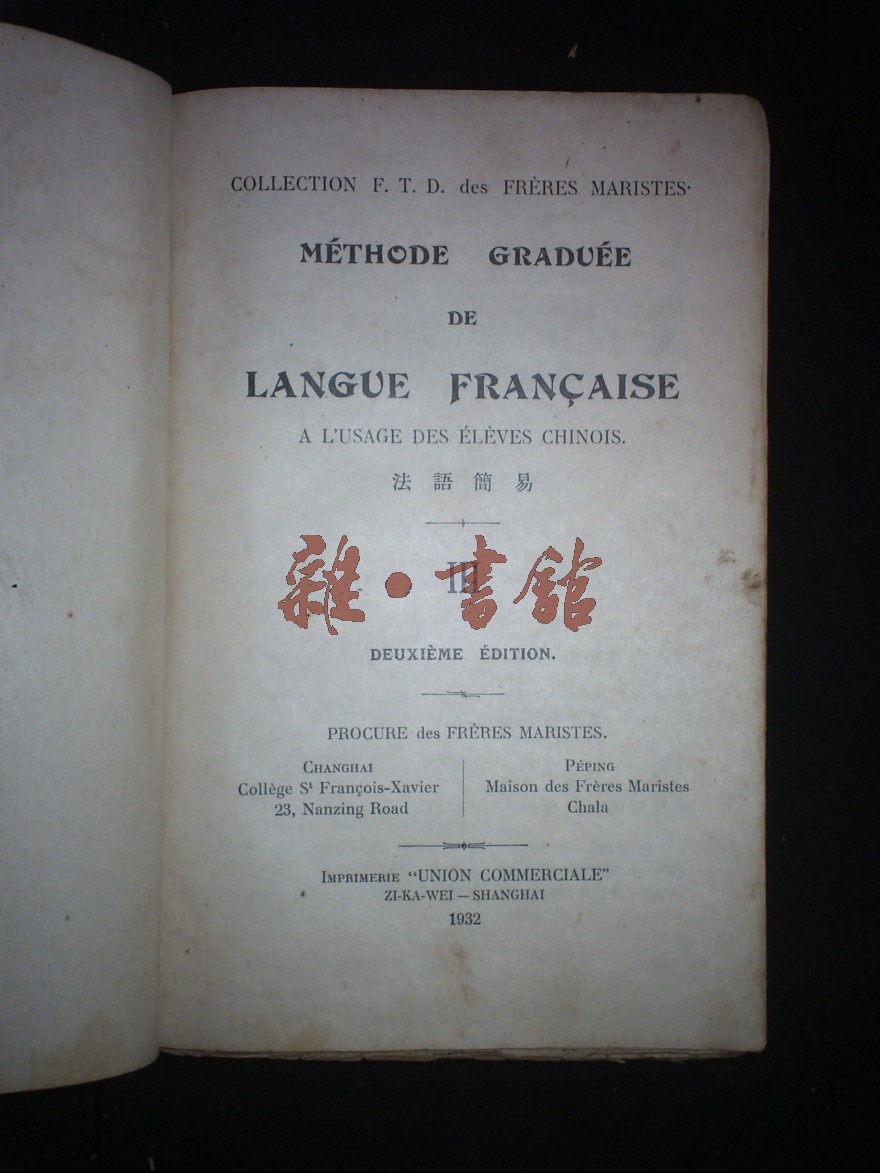 COLLECTION F. T. D. des FRÈRES MARISTES.
MÉTHODE GRADUÉE
DE
LANGUE FRANÇAISE
A L'USAGE DES ÉLÈVES CHINOIS.
法 語 簡 易
III
雜·書館
DEUXIÈME ÉDITION.
PROCURE des FRÈRES MARISTES.
CHANGHAI
Collège St François-Xavier
23, Nanzing Road
PÉPING
Maison des Frères Maristes
Chala
IMPRIMERIE “UNION COMMERCIALE”
ZI-KA-WEI — SHANGHAI
1932